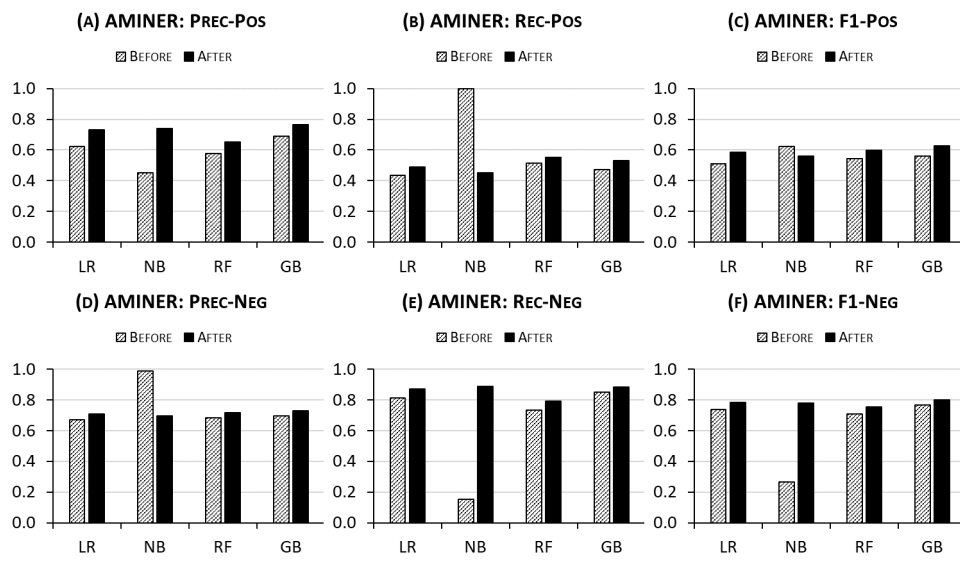 (A) AMINER: PREC-POS
(B) AMINER: REC-POS
(C) AMINER: F1-POS
BEFORE AFTER
BEFORE AFTER
BEFORE AFTER
1.0
0.8
0.6
0.4
0.2
0.0
LR NB RF GB
1.0
0.8
0.6
0.4
0.2
0.0
LR NB RF GB
1.0
0.8
0.6
0.4
0.2
0.0
LR NB RF GB
(D) AMINER: PREC-NEG
(E) AMINER: REC-NEG
(F) AMINER: F1-NEG
BEFORE AFTER
BEFORE AFTER
BEFORE AFTER
1.0
0.8
0.6
0.4
0.2
0.0
LR NB RF GB
1.0
0.8
0.6
0.4
0.2
0.0
LR NB RF GB
1.0
0.8
0.6
0.4
0.2
0.0
LR NB RF GB